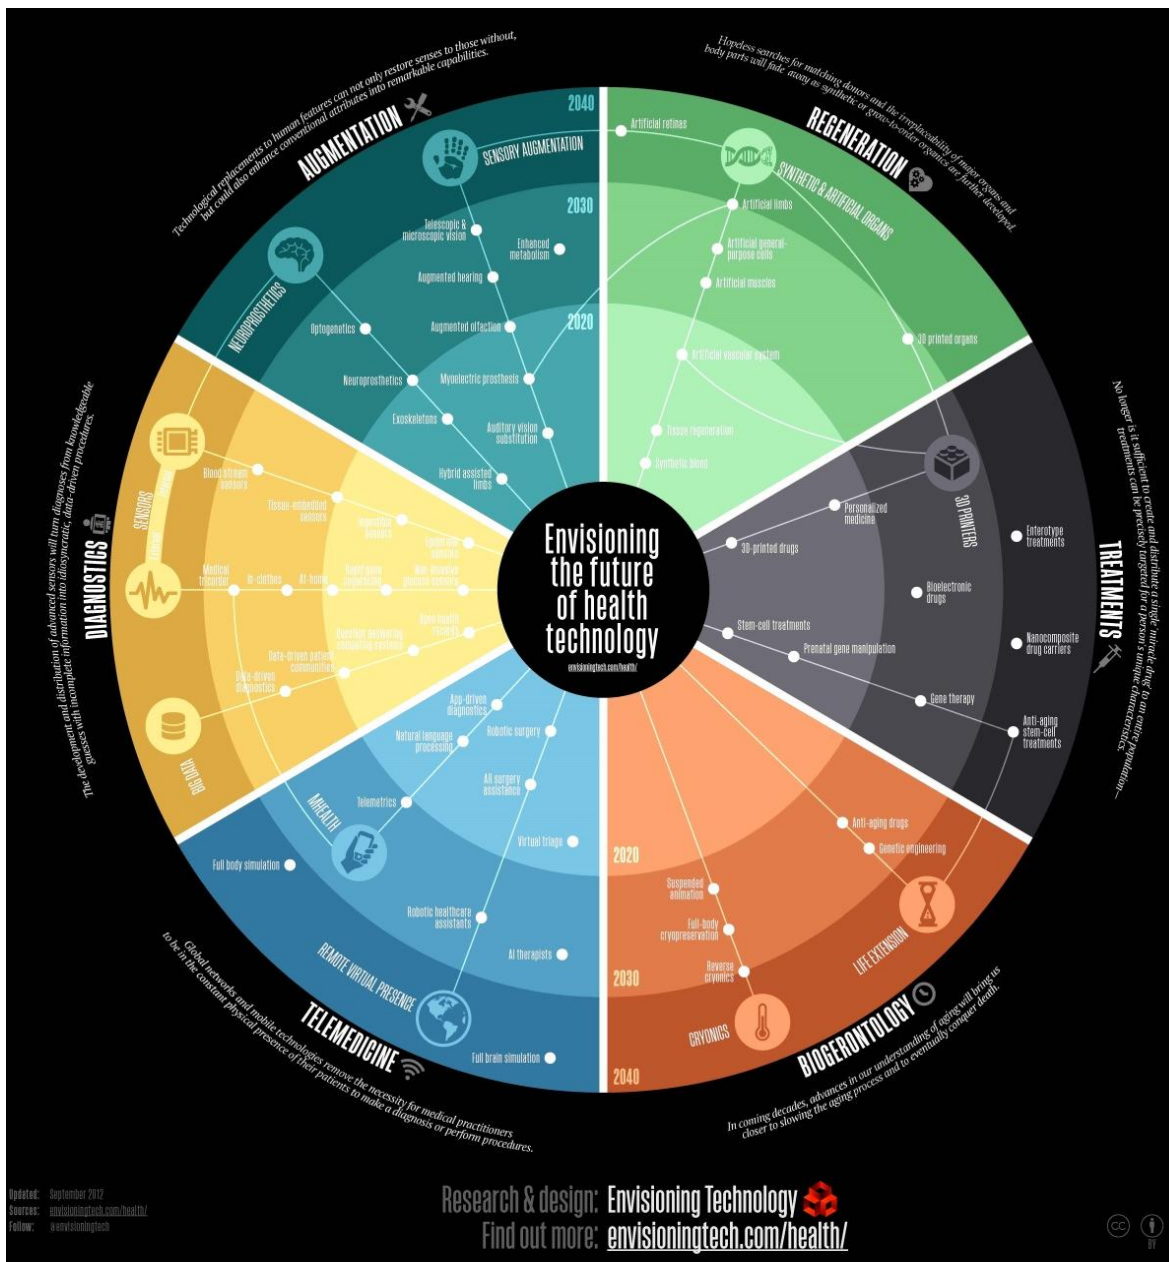 Technological replacements to human features can not only restore senses to those without,
but could also enhance conventional attributes into remarkable capabilities.
AUGMENTATION
2040
SENSORY AUGMENTATION
2030
Telescopic &
microscopic vision
Enhanced
metabolism
Augmented hearing
2020
Augmented olfaction
Myoelectric prosthesis
Auditory vision
substitution
NEUROPROSTHETICS
Optogenetics
Neuroprosthetics
Exoskeletons
Hybrid assisted
limbs
Hopeless searches for matching donors and the irreplaceability of major organs and
body parts will fade away as synthetic or grow-to-order organics are further developed.
REGENERATION
Artificial retinas
SYNTHETIC & ARTIFICIAL ORGANS
Artificial limbs
Artificial general-
purpose cells
Artificial muscles
3D printed organs
Artificial vascular system
Tissue regeneration
Synthetic blood
The development and distribution of advanced sensors will turn diagnoses from knowledgeable
guesses with incomplete information into idiosyncratic, data-driven procedures.
DIAGNOSTICS
SENSORS
Blood stream
sensors
Tissue-embedded
sensors
Ingestible
sensors
Epidermal
sensors
Medical
tricorder
In-clothes
At-home
Rapid gene
sequencing
Non-invasive
glucose sensors
Open health
records
Question answering
computing systems
Data-driven patient
communities
Data-driven
diagnostics
BIG DATA
Envisioning
the future
of health
technology
envisioningtech.com/health/
No longer is it sufficient to create and distribute a single 'miracle drug' to an entire population—
treatments can be precisely targeted for a person's unique characteristics.
TREATMENTS
3D PRINTERS
Personalized
medicine
3D-printed drugs
Enterotype
treatments
Bioelectronic
drugs
Stem-cell treatments
Prenatal gene manipulation
Nanocomposite
drug carriers
Gene therapy
Anti-aging
stem-cell
treatments
App-driven
diagnostics
Natural language
processing
Robotic surgery
AR surgery
assistance
Telemetrics
MHEALTH
Virtual triage
Full body simulation
Robotic healthcare
assistants
AI therapists
REMOTE VIRTUAL PRESENCE
Full brain simulation
TELEMEDICINE
Global networks and mobile technologies remove the necessity for medical practitioners
to be in the constant physical presence of their patients to make a diagnosis or perform procedures.
Anti-aging drugs
Genetic engineering
2020
Suspended
animation
Full-body
cryopreservation
Reverse
cryonics
2030
LIFE EXTENSION
CRYONICS
2040
BIOGERONTOLOGY
In coming decades, advances in our understanding of aging will bring us
closer to slowing the aging process and to eventually conquer death.
Updated: September 2012
Sources: envisioningtech.com/health/
Follow: @envisioningtech
Research & design: Envisioning Technology
Find out more: envisioningtech.com/health/
CC
BY